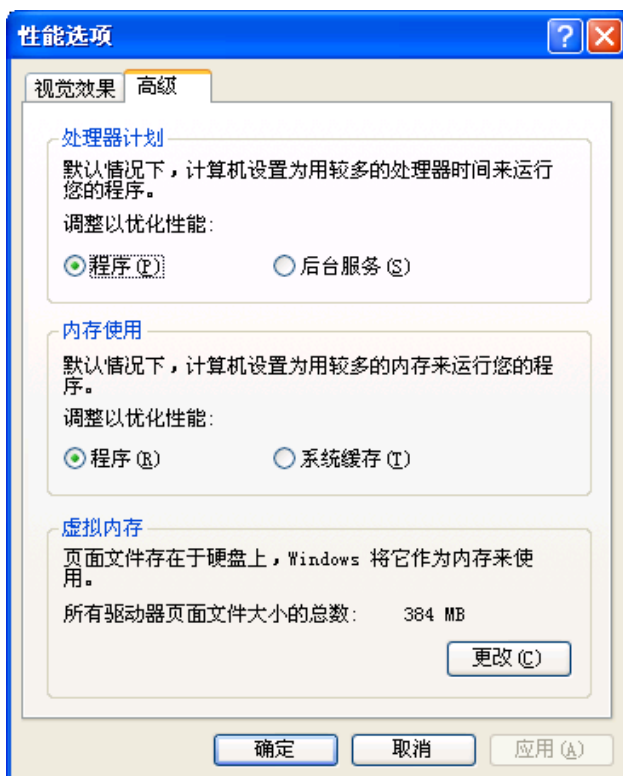 性能选项
视觉效果 高级
处理器计划
默认情况下，计算机设置为用较多的处理器时间来运行
您的程序。
调整以优化性能:
程序(P) 后台服务(S)
内存使用
默认情况下，计算机设置为用较多的内存来运行您的程
序。
调整以优化性能:
程序(R) 系统缓存(T)
虚拟内存
页面文件存在于硬盘上，Windows 将它作为内存来使
用。
所有驱动器页面文件大小的总数: 384 MB
更改(C)
确定 取消 应用(A)